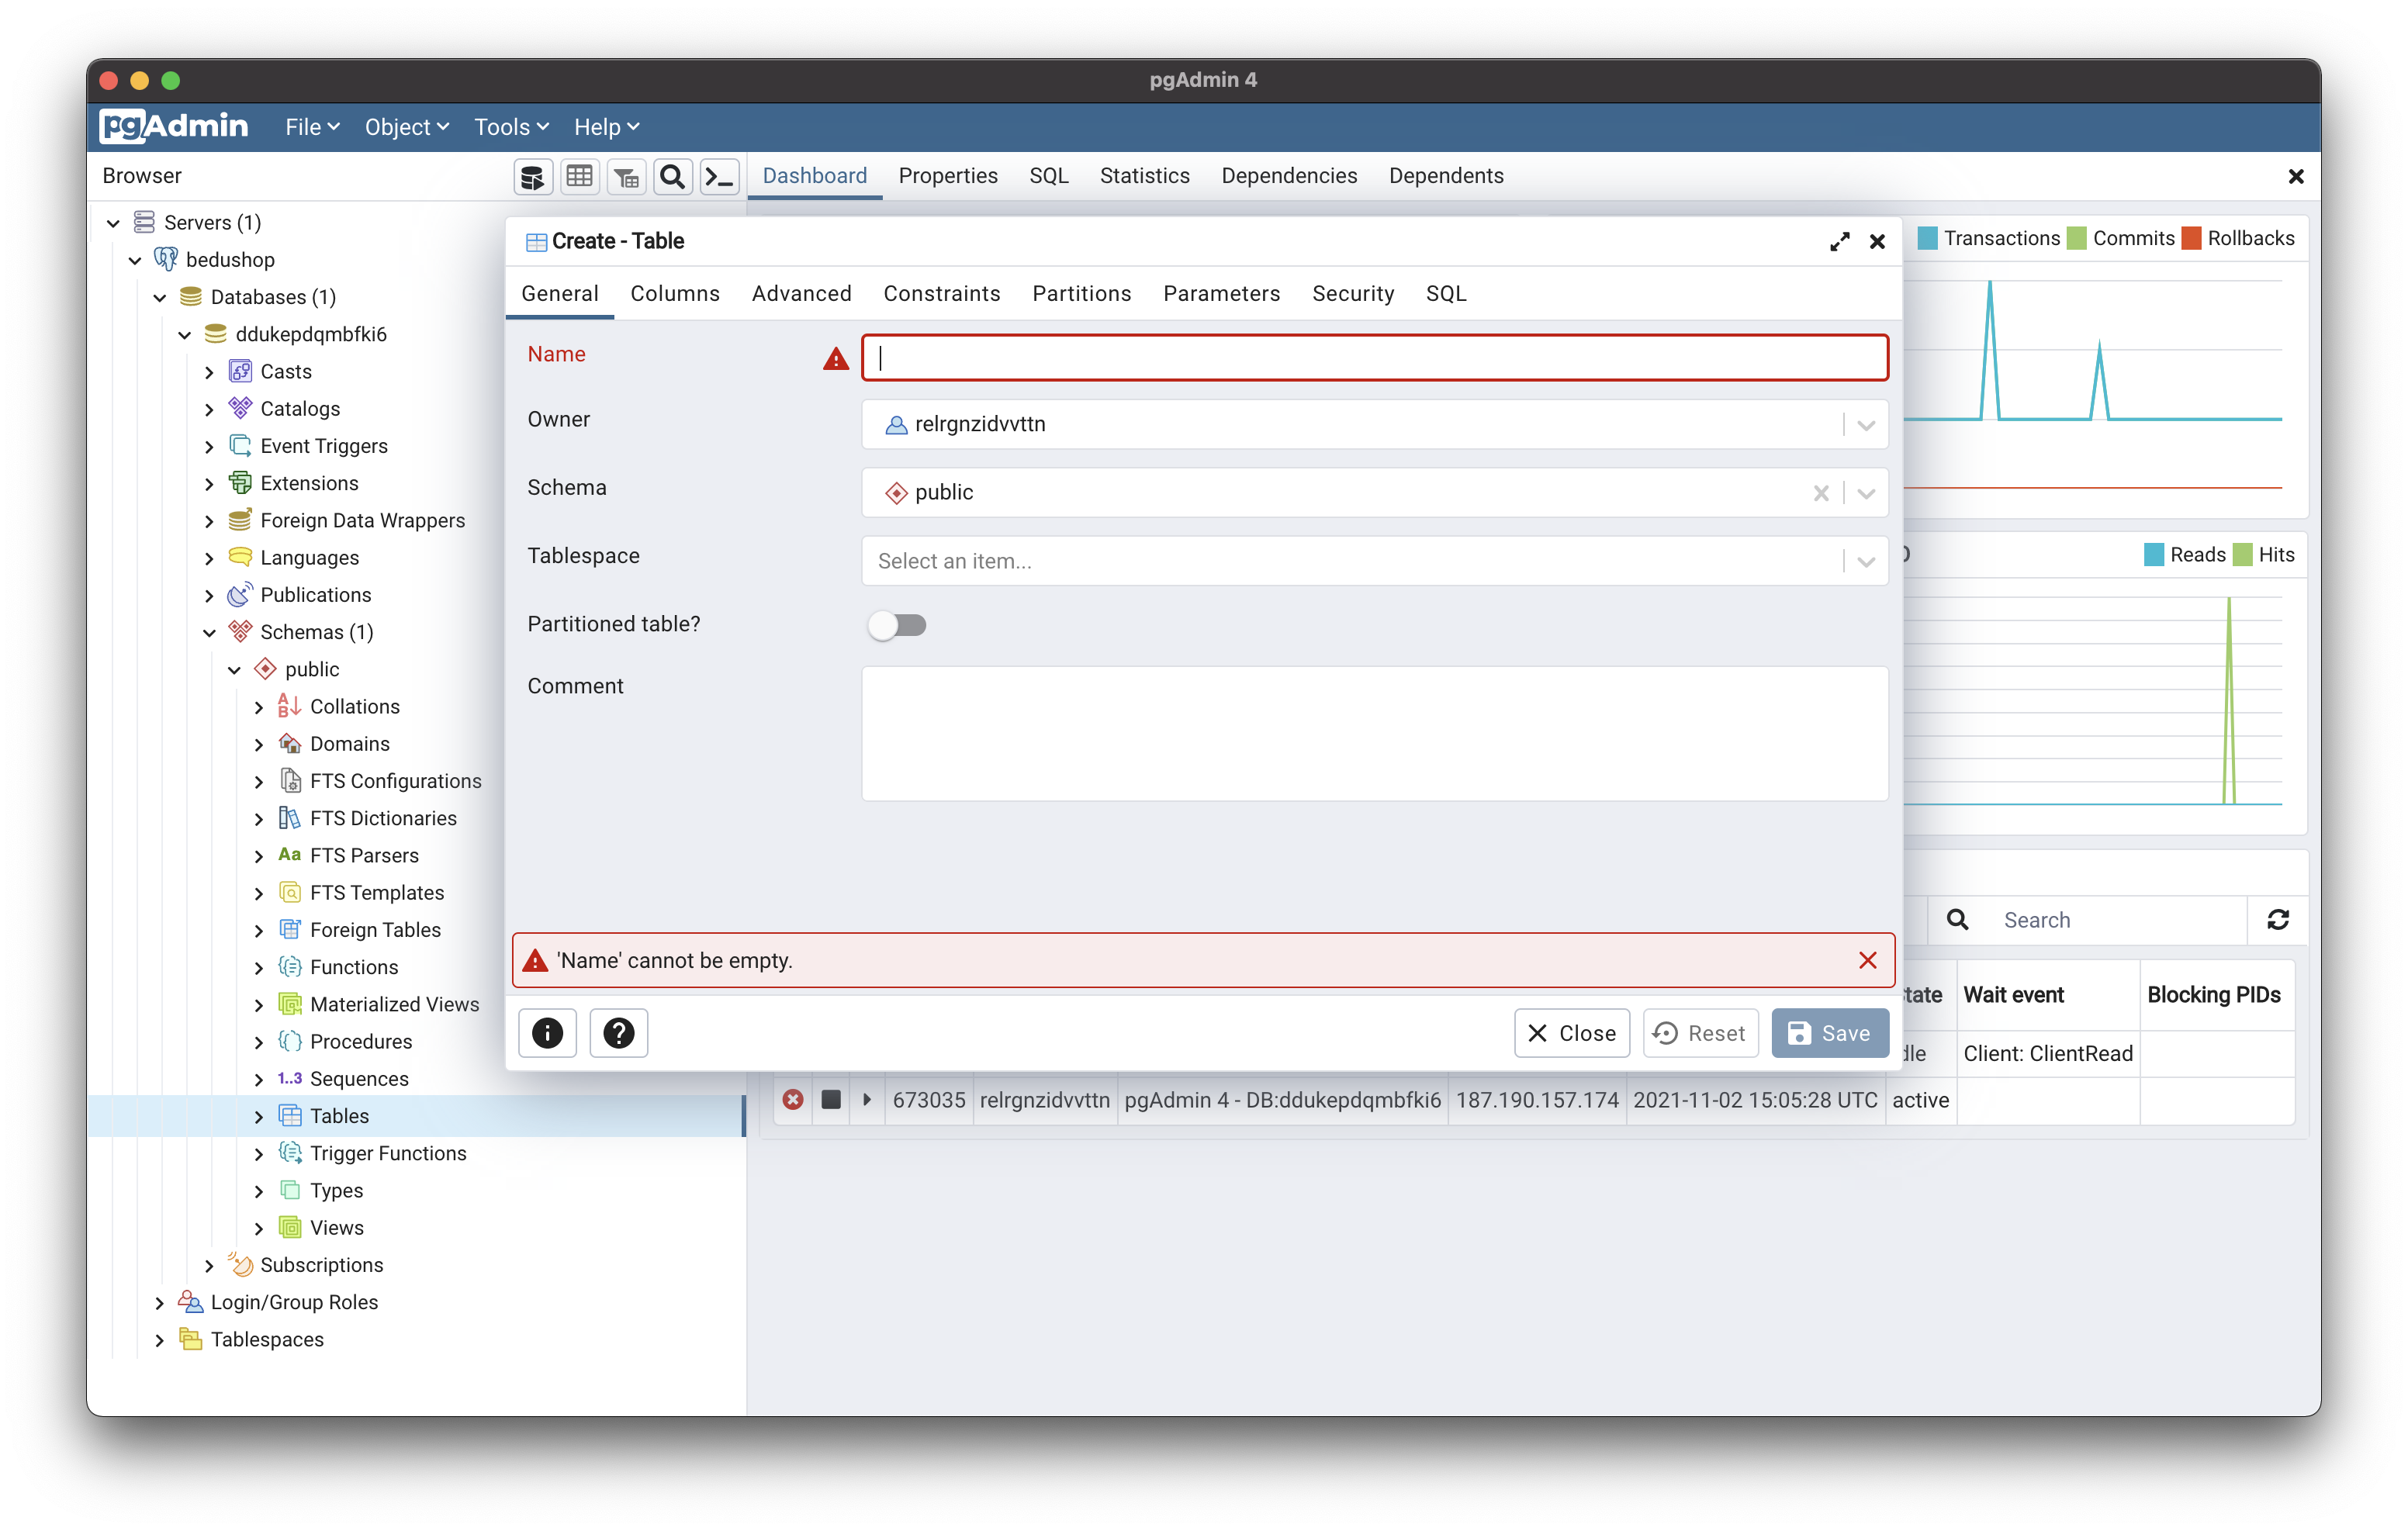 pgAdmin 4
pgAdmin File Object Tools Help
Browser
Dashboard Properties SQL Statistics Dependencies Dependents
Servers (1)
bedushop
Databases (1)
ddukepdqmbfki6
Casts
Catalogs
Event Triggers
Extensions
Foreign Data Wrappers
Languages
Publications
Schemas (1)
public
Collations
Domains
FTS Configurations
FTS Dictionaries
Aa FTS Parsers
FTS Templates
Foreign Tables
Functions
Materialized Views
Procedures
1..3 Sequences
Tables
Trigger Functions
Types
Views
Subscriptions
Login/Group Roles
Tablespaces
Create - Table
General Columns Advanced Constraints Partitions Parameters Security SQL
Name
Owner relrgnzidvvttn
Schema public
Tablespace Select an item...
Partitioned table?
Comment
'Name' cannot be empty.
Close Reset Save
Transactions Commits Rollbacks
Reads Hits
Search
Wait event Blocking PIDs
Client: ClientRead
673035 relrgnzidvvttn pgAdmin 4 - DB:ddukepdqmbfki6 187.190.157.174 2021-11-02 15:05:28 UTC active